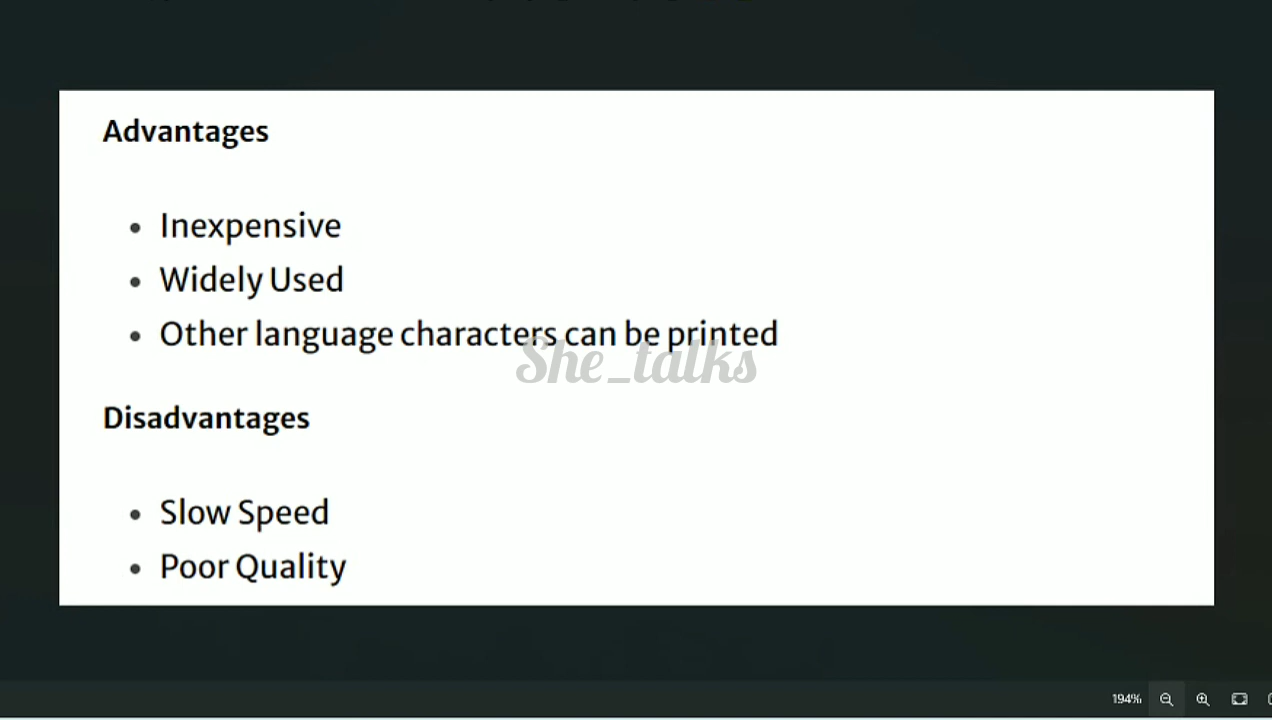 Advantages
Inexpensive
Widely Used
Other language characters can be printed
She_talks
Disadvantages
Slow Speed
Poor Quality
194%